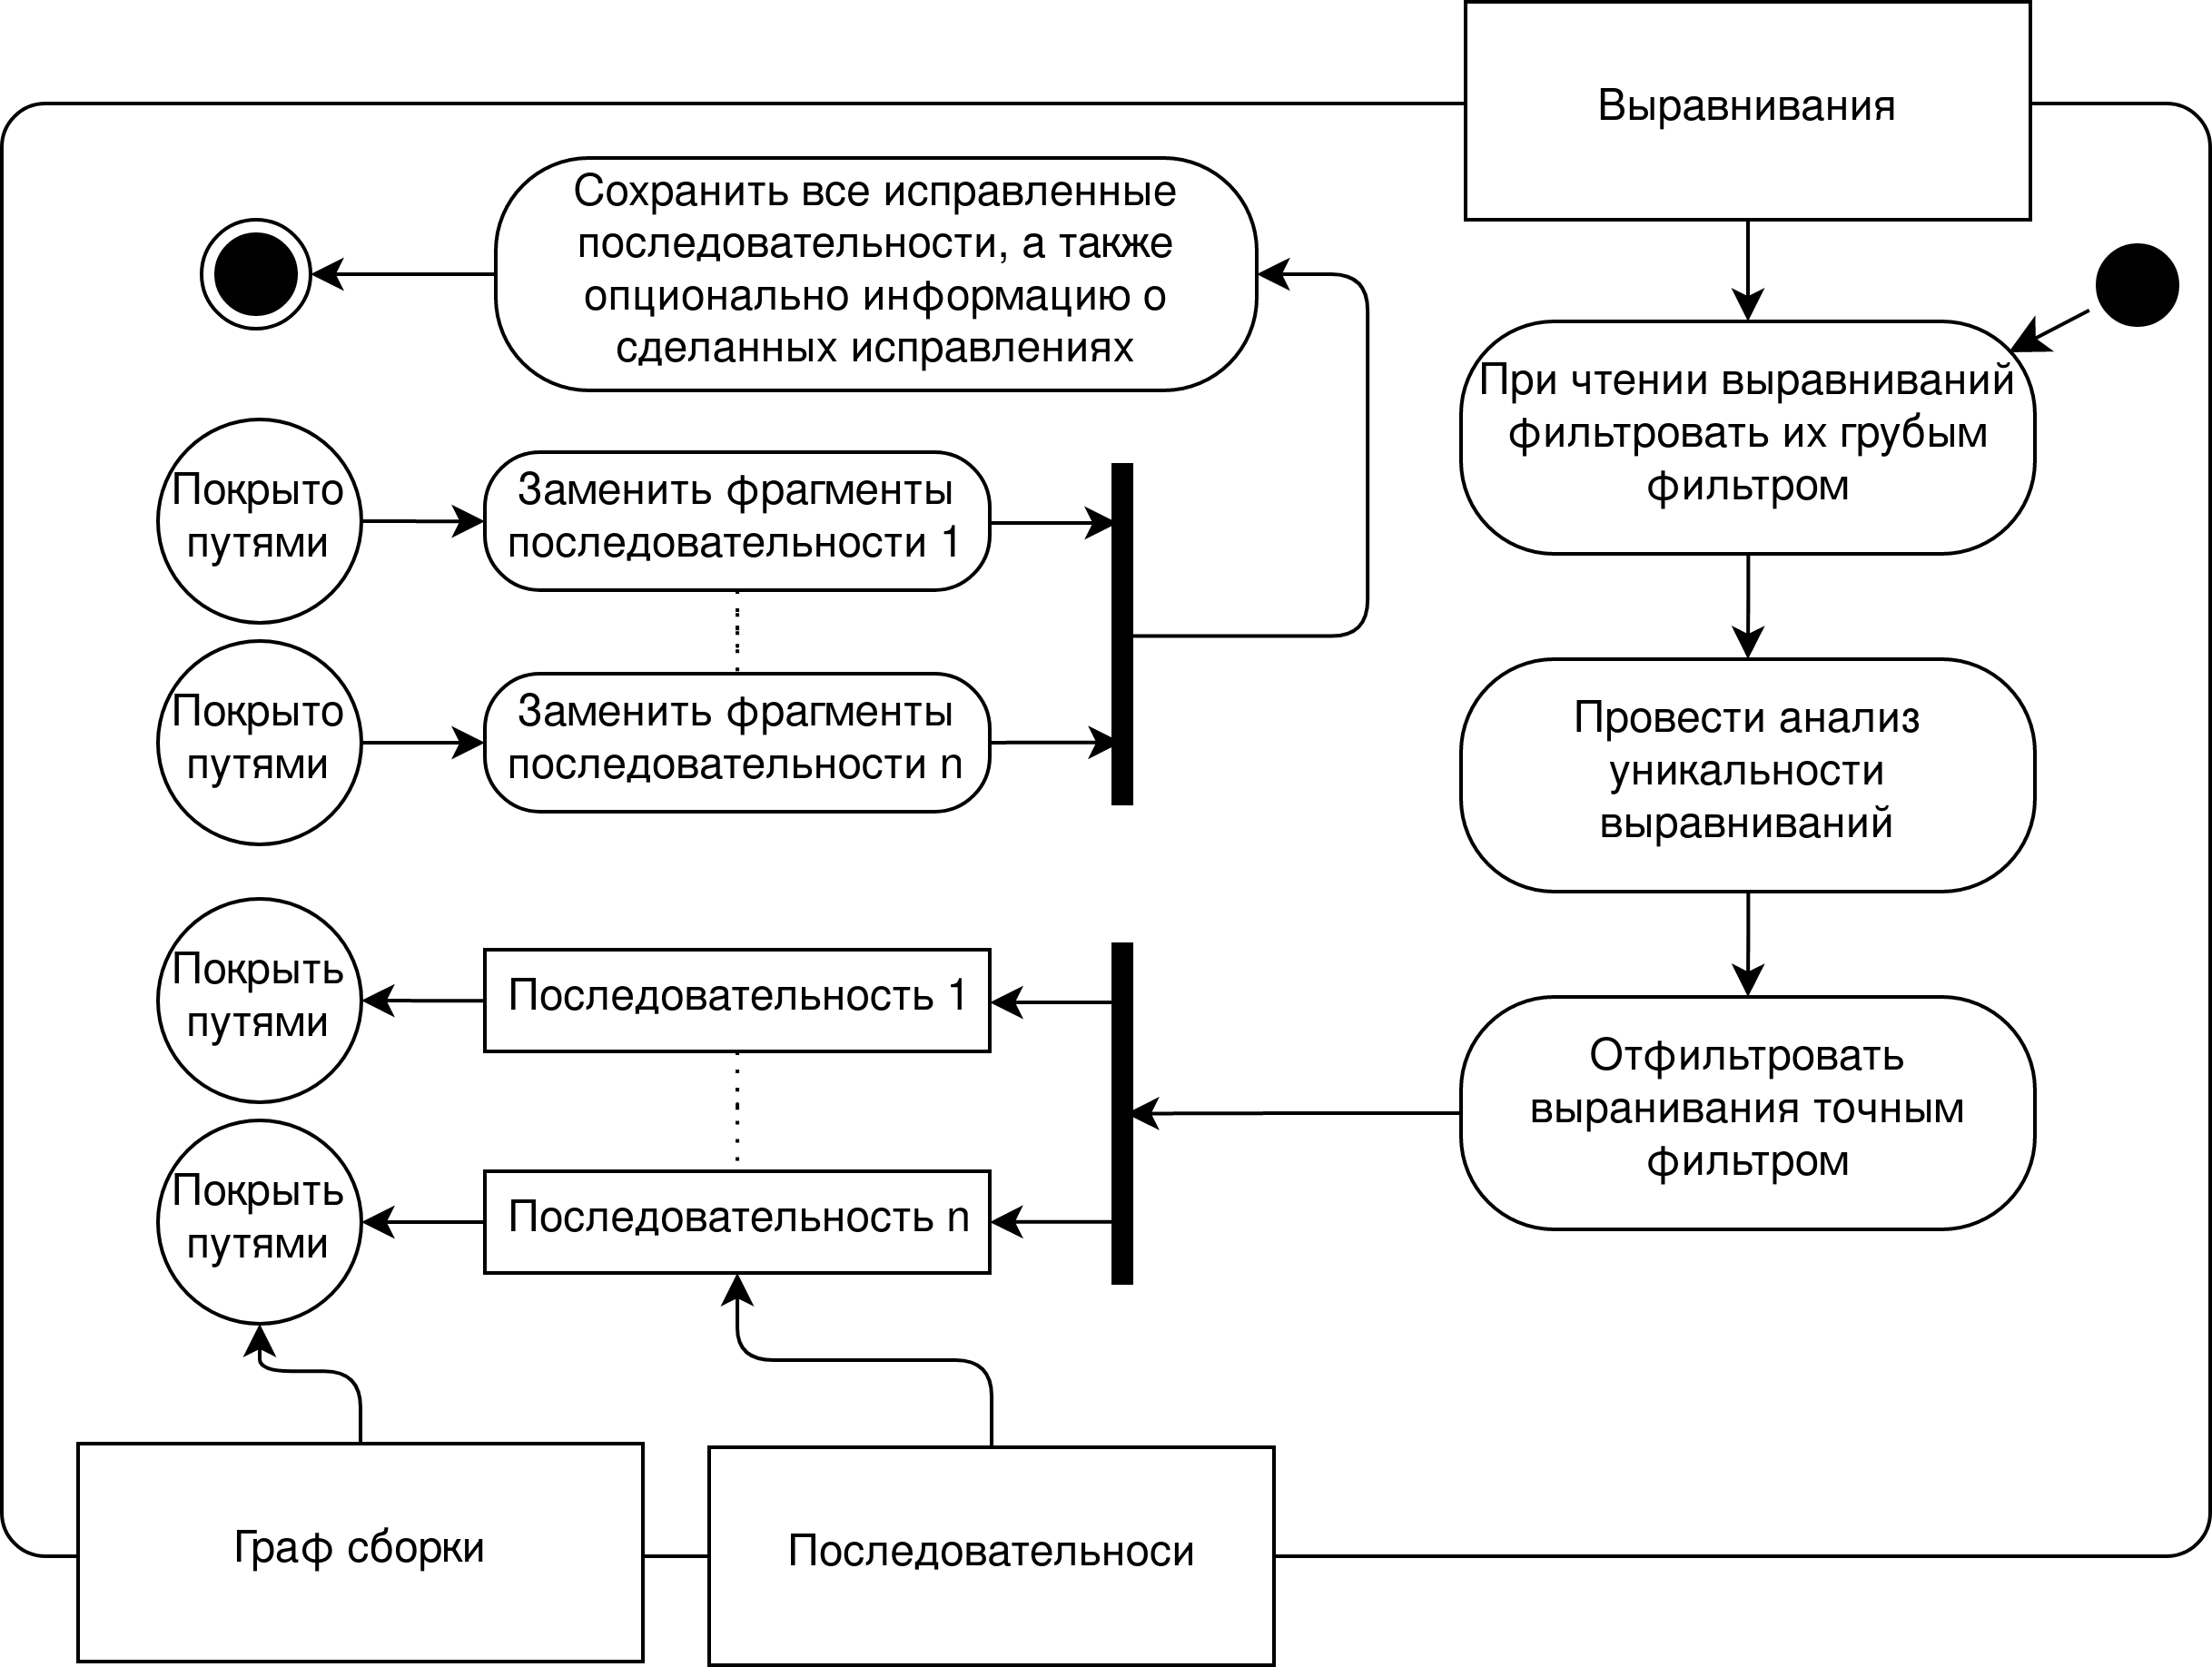 Выравнивания
Сохранить все исправленные
последовательности, а также
опционально информацию о
сделанных исправлениях
При чтении выравниваний
фильтровать их грубым
фильтром
Покрыто
путями
Заменить фрагменты
последовательности 1
Покрыто
путями
Заменить фрагменты
последовательности n
Провести анализ
уникальности
выравниваний
Покрыть
путями
Последовательность 1
Отфильтровать
выранивания точным
фильтром
Покрыть
путями
Последовательность n
Граф сборки
Последовательноси